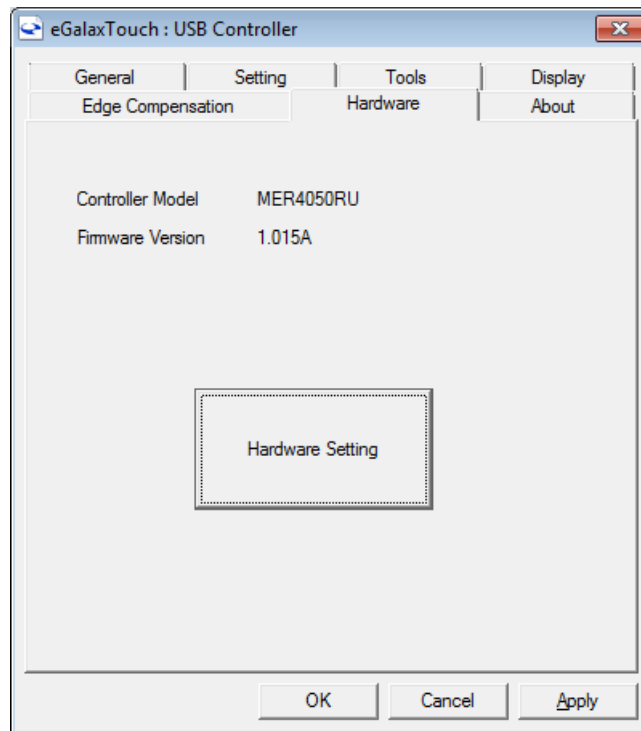 eGalaxTouch : USB Controller
General Setting Tools Display
Edge Compensation Hardware About
Controller Model MER4050RU
Firmware Version 1.015A
Hardware Setting
OK Cancel Apply